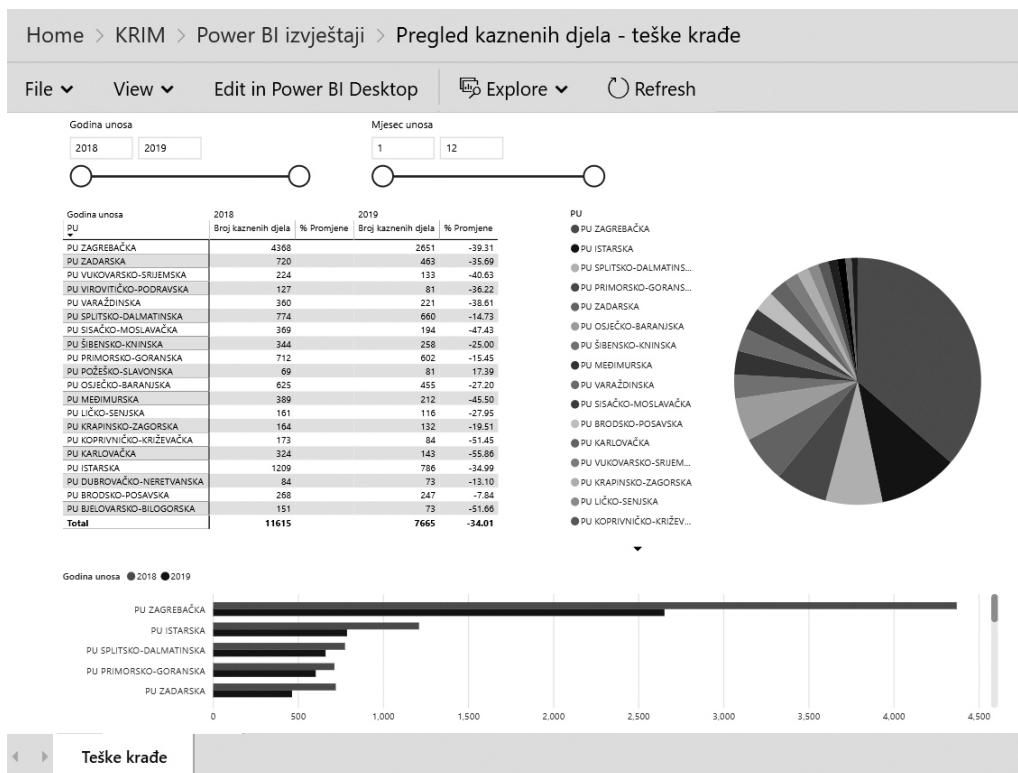 Home > KRIM > Power BI izvještaji > Pregled kaznenih djela - teške krađe
File View Edit in Power BI Desktop Explore Refresh
Godina unosa Mjesec unosa
2018 2019 1 12
Godina unosa 2018 2019
PU Broj kaznenih djela % Promjene Broj kaznenih djela % Promjene
PU ZAGREBAČKA 4368 2651 -39.31
PU ZADARSKA 720 463 -35.69
PU VUKOVARSKO-SRIJEMSKA 224 133 -40.63
PU VIROVITIČKO-PODRAVSKA 127 81 -36.22
PU VARAŽDINSKA 360 221 -38.61
PU SPLITSKO-DALMATINSKA 774 660 -14.73
PU SISAČKO-MOSLAVAČKA 369 194 -47.43
PU ŠIBENSKO-KNINSKA 344 258 -25.00
PU PRIMORSKO-GORANSKA 712 602 -15.45
PU POŽEŠKO-SLAVONSKA 69 81 17.39
PU OSJEČKO-BARANJSKA 625 455 -27.20
PU MEĐIMURSKA 389 212 -45.50
PU LIČKO-SENJSKA 161 116 -27.95
PU KRAPINSKO-ZAGORSKA 164 132 -19.51
PU KOPRIVNIČKO-KRIŽEVAČKA 173 84 -51.45
PU KARLOVAČKA 324 143 -55.86
PU ISTARSKA 1209 786 -34.99
PU DUBROVAČKO-NERETVANSKA 84 73 -13.10
PU BRODSKO-POSAVSKA 268 247 -7.84
PU BJELOVARSKO-BILOGORSKA 151 73 -51.66
Total 11615 7665 -34.01
PU
PU ZAGREBAČKA
PU ISTARSKA
PU SPLITSKO-DALMATINS...
PU PRIMORSKO-GORANS...
PU ZADARSKA
PU OSJEČKO-BARANJSKA
PU ŠIBENSKO-KNINSKA
PU MEĐIMURSKA
PU VARAŽDINSKA
PU SISAČKO-MOSLAVAČKA
PU BRODSKO-POSAVSKA
PU KARLOVAČKA
PU VUKOVARSKO-SRIJEM...
PU KRAPINSKO-ZAGORSKA
PU LIČKO-SENJSKA
PU KOPRIVNIČKO-KRIŽEV...
Godina unosa 2018 2019
PU ZAGREBAČKA
PU ISTARSKA
PU SPLITSKO-DALMATINSKA
PU PRIMORSKO-GORANSKA
PU ZADARSKA
0 500 1,000 1,500 2,000 2,500 3,000 3,500 4,000 4,500
Teške krađe